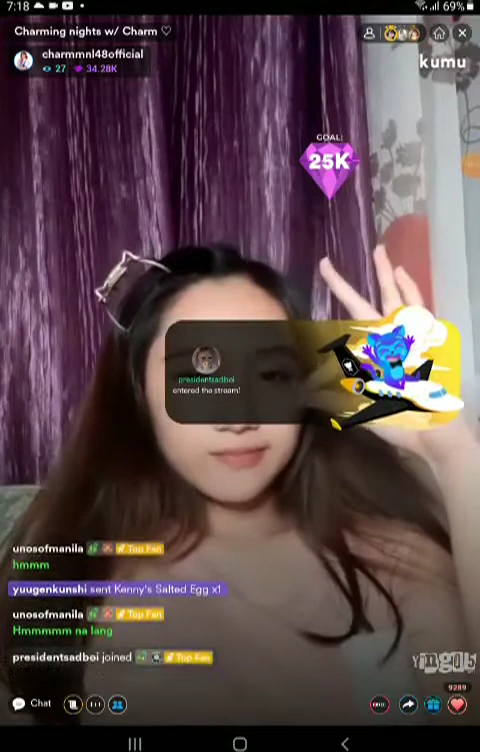 7:18
69%
Charming nights w/ Charm ♡
charmmnl48official
27 34.28K
kumu
GOAL:
25K
presidentsadboi
entered the stream!
unosofmanila Top Fan
hmmm
yuugenkunshi sent Kenny's Salted Egg x1
unosofmanila Top Fan
Hmmmmm na lang
presidentsadboi joined Top Fan
9289
Chat